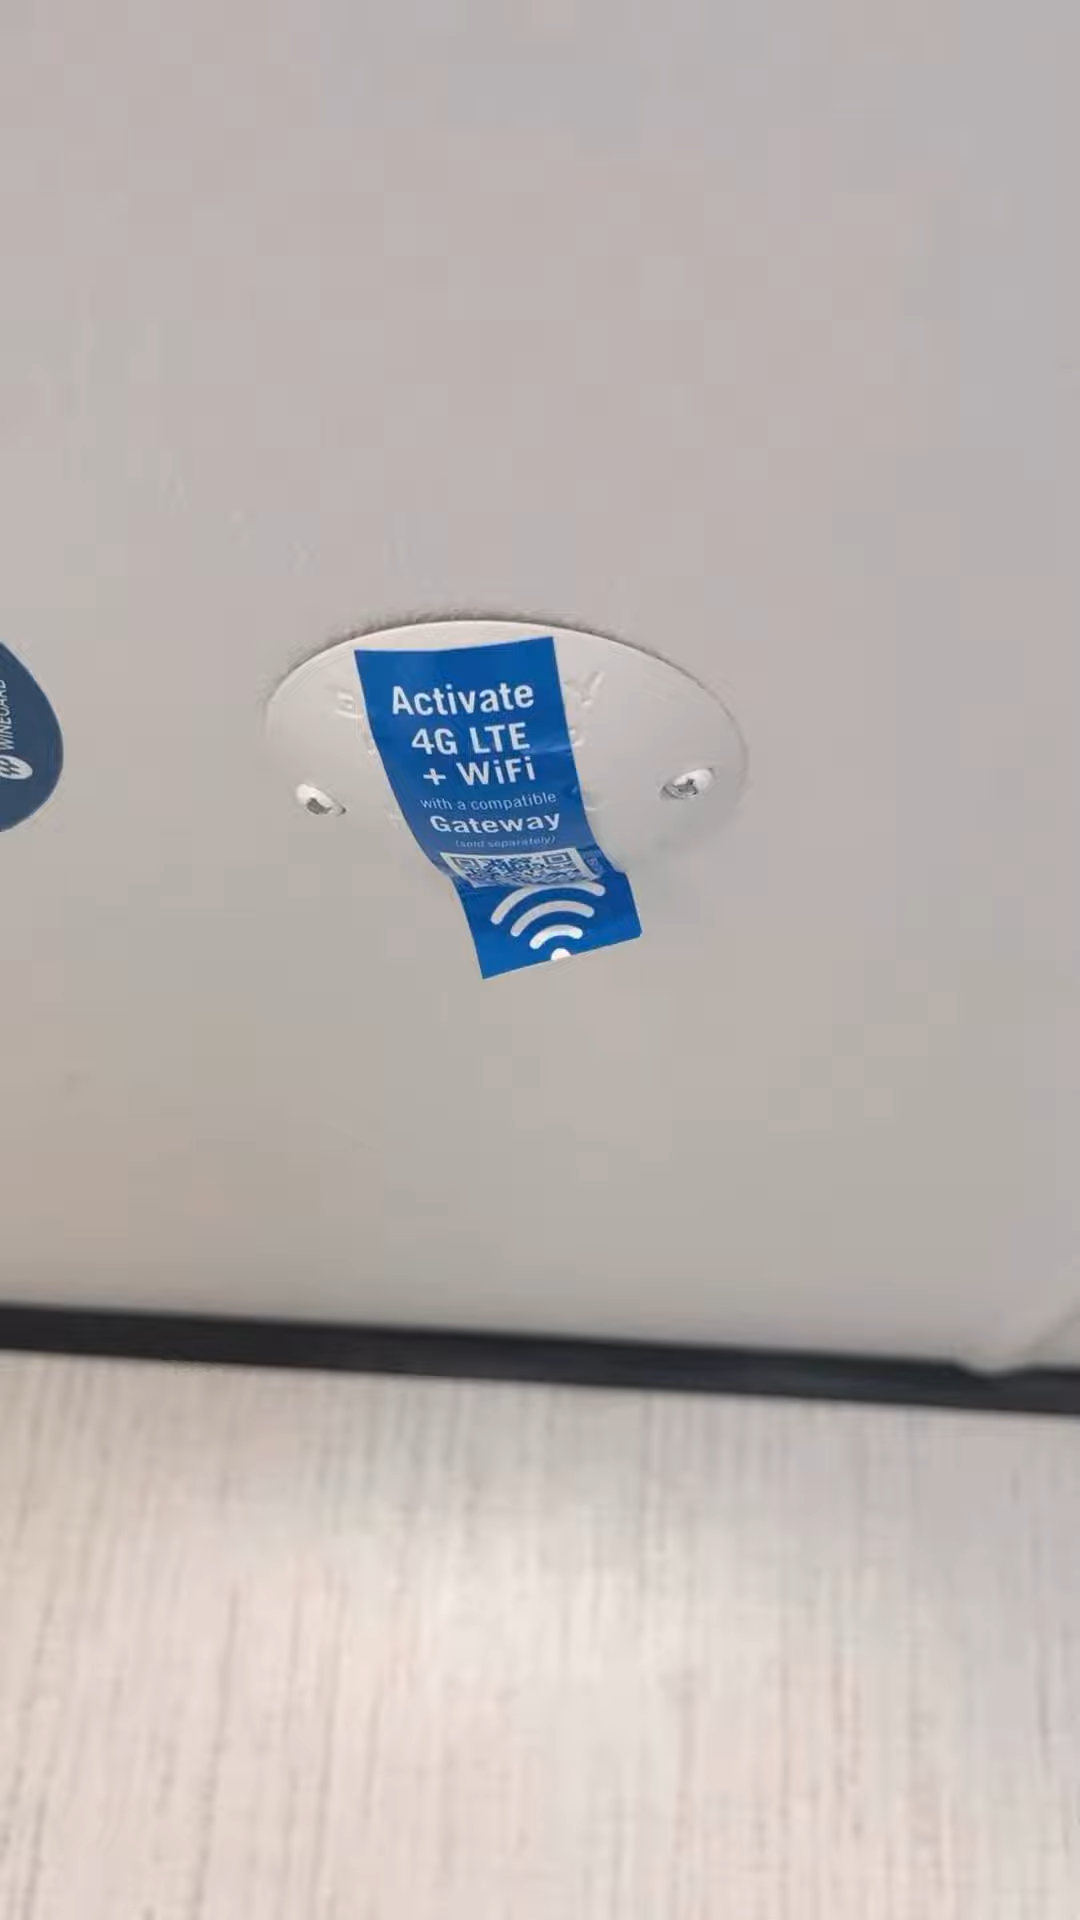 Activate
4G LTE
+ WiFi
with a compatible
Gateway
(sold separately)
WINEGARD